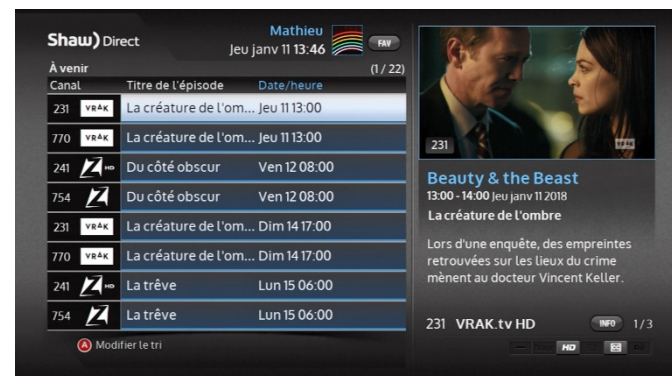 Shaw) Direct
Mathieu
Jeu janv 11 13:46
FAV
À venir
(1 / 22)
Canal Titre de l'épisode Date/heure
231 VRAK La créature de l'om... Jeu 11 13:00
770 VRAK La créature de l'om... Jeu 11 13:00
241 Z HD Du côté obscur Ven 12 08:00
754 Z Du côté obscur Ven 12 08:00
231 VRAK La créature de l'om... Dim 14 17:00
770 VRAK La créature de l'om... Dim 14 17:00
241 Z HD La trêve Lun 15 06:00
754 Z La trêve Lun 15 06:00
A Modifier le tri
231
VRAK
Beauty & the Beast
13:00 - 14:00 Jeu janv 11 2018
La créature de l'ombre
Lors d'une enquête, des empreintes
retrouvées sur les lieux du crime
mènent au docteur Vincent Keller.
231 VRAK.tv HD INFO 1/3
HD